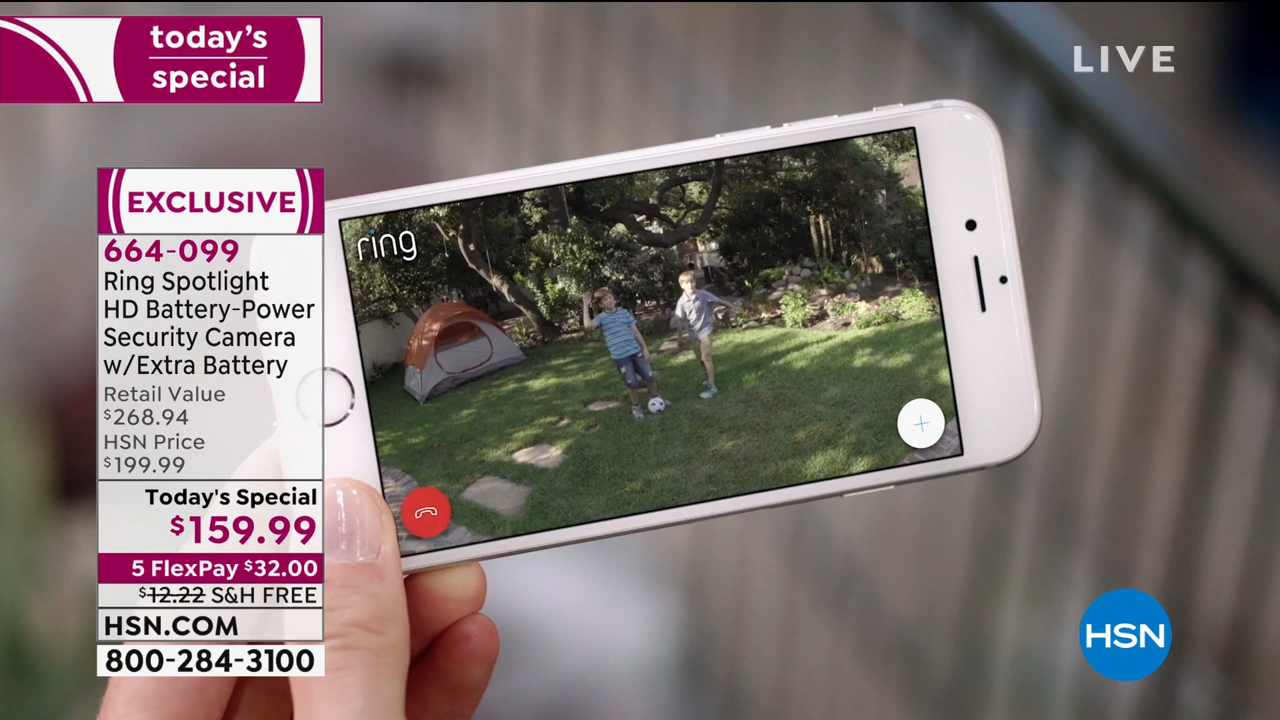 today's
special
LIVE
EXCLUSIVE
664-099
Ring Spotlight
HD Battery-Power
Security Camera
w/Extra Battery
Retail Value
$268.94
HSN Price
$199.99
Today's Special
$159.99
5 FlexPay $32.00
$12.22 S&H FREE
HSN.COM
800-284-3100
ring
HSN